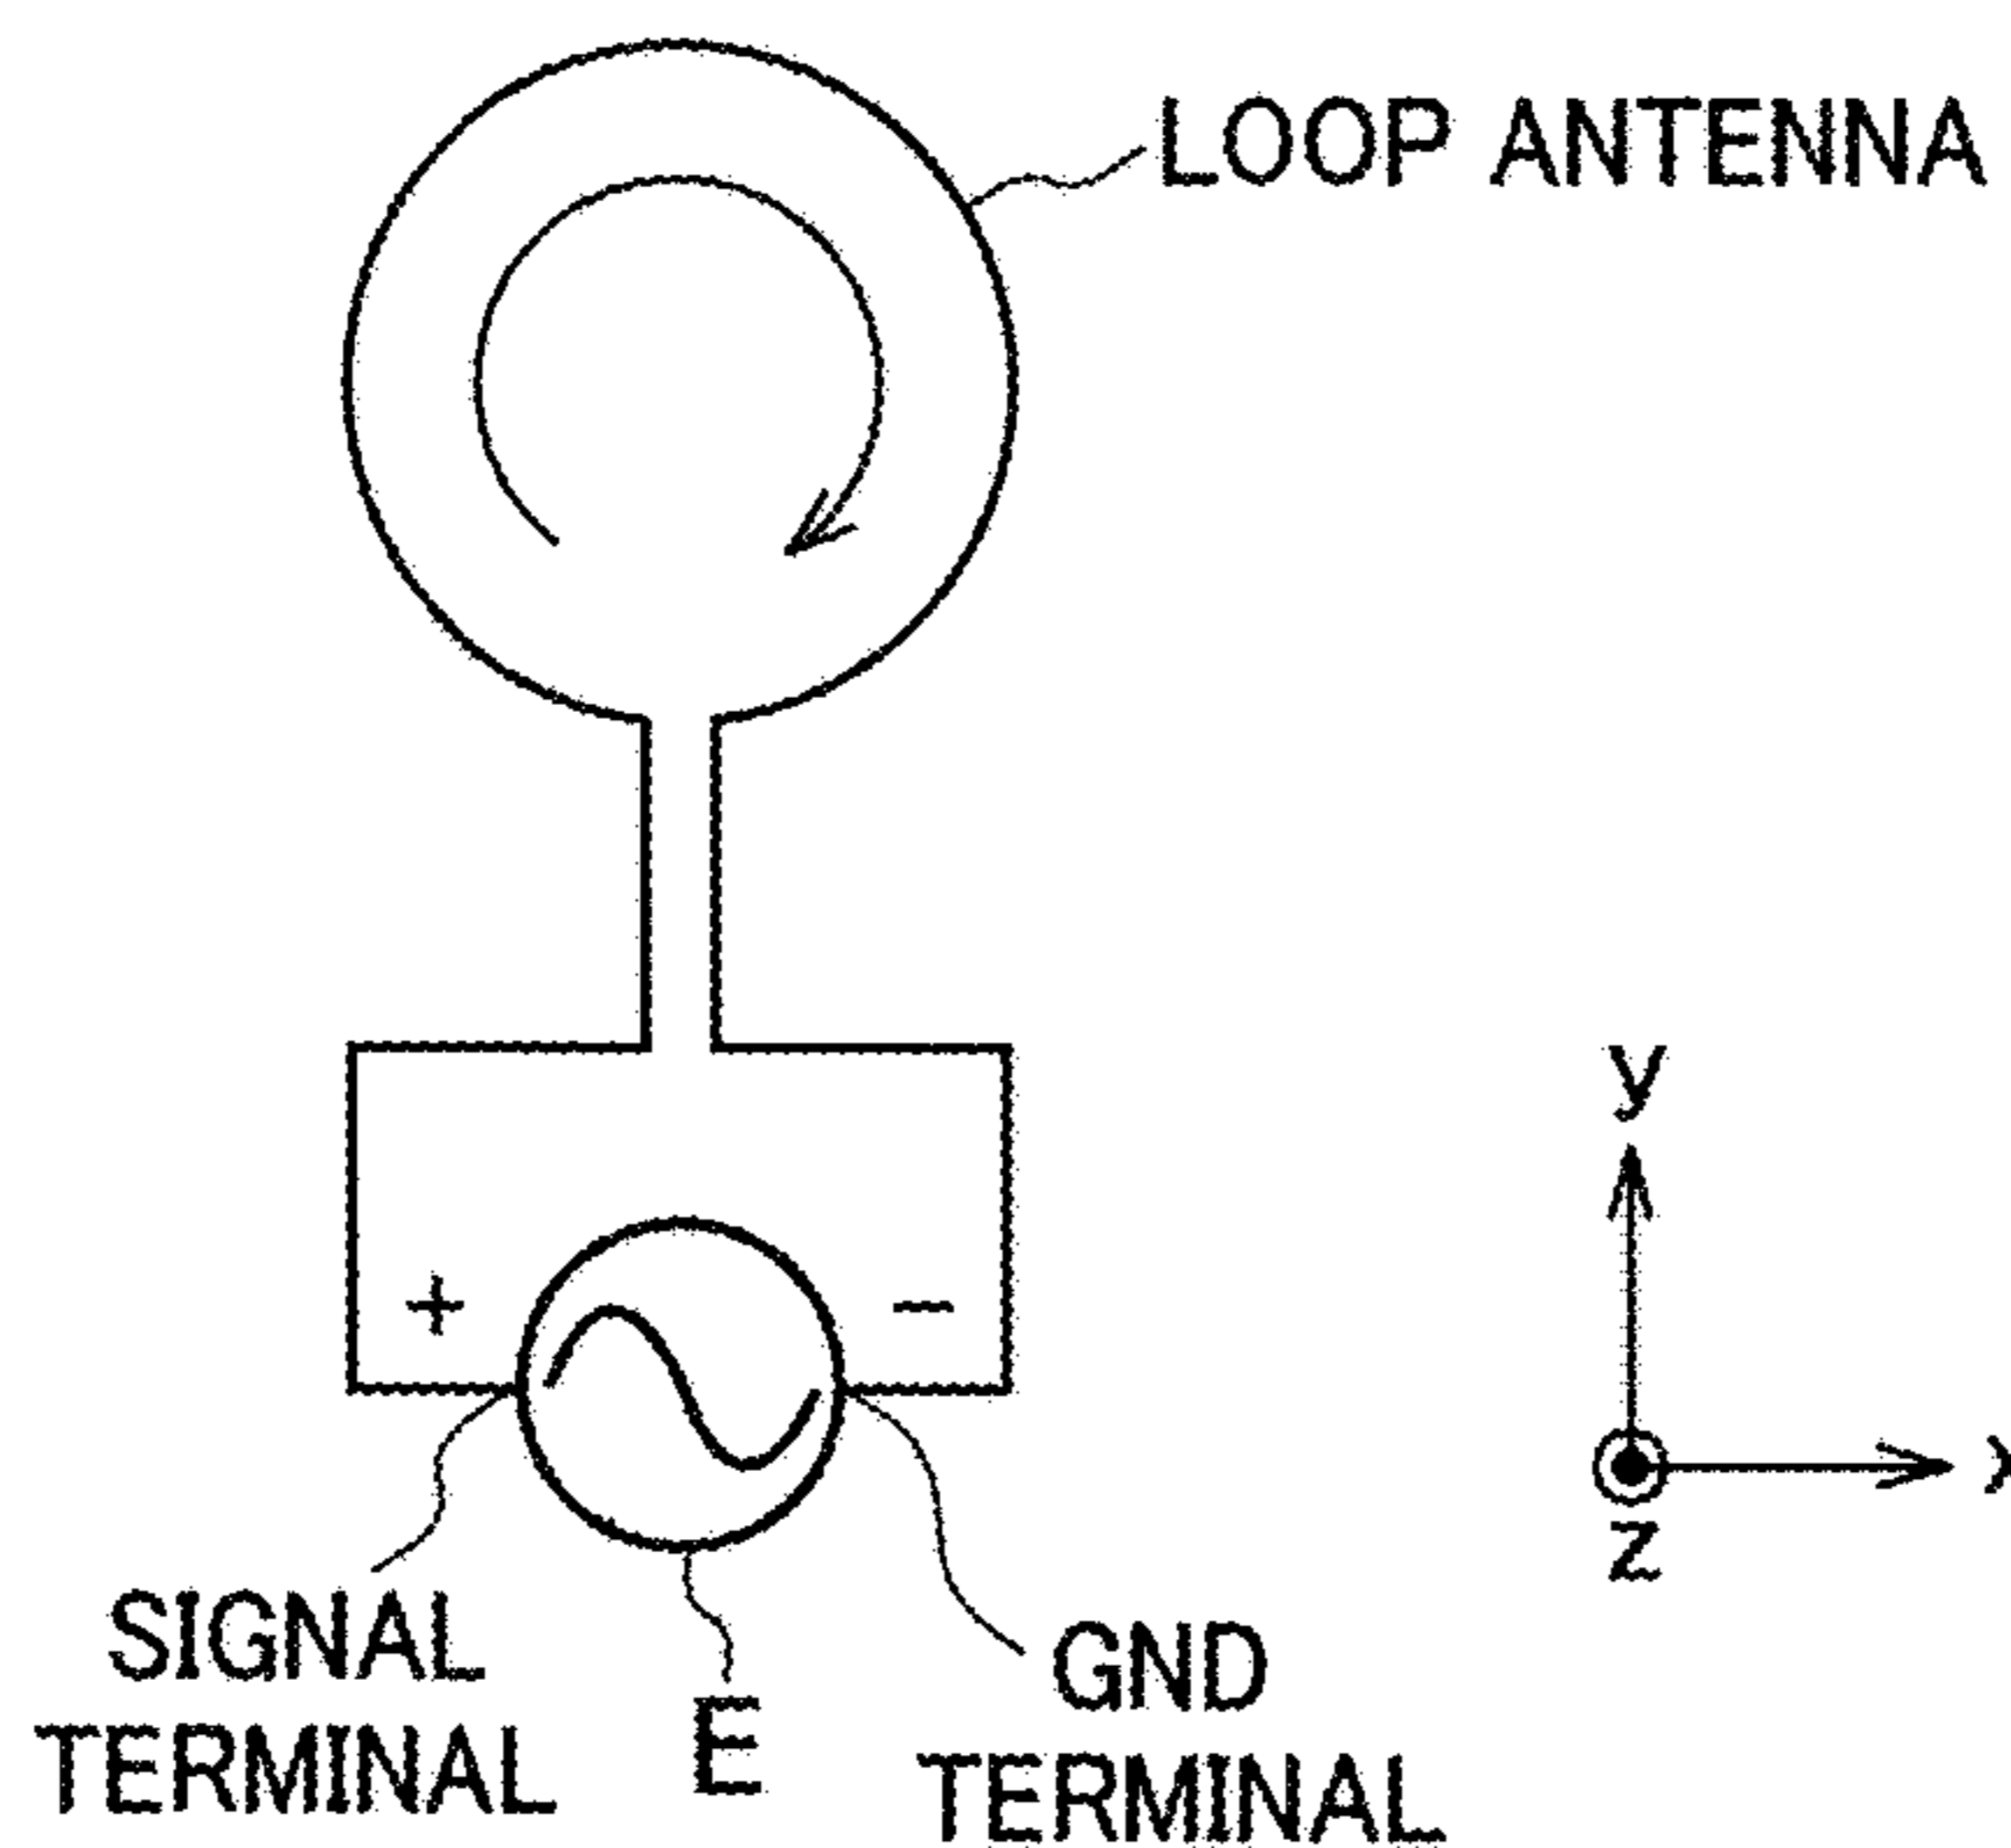 LOOP ANTENNA
y
+
−
z
SIGNAL
TERMINAL
E
GND
TERMINAL